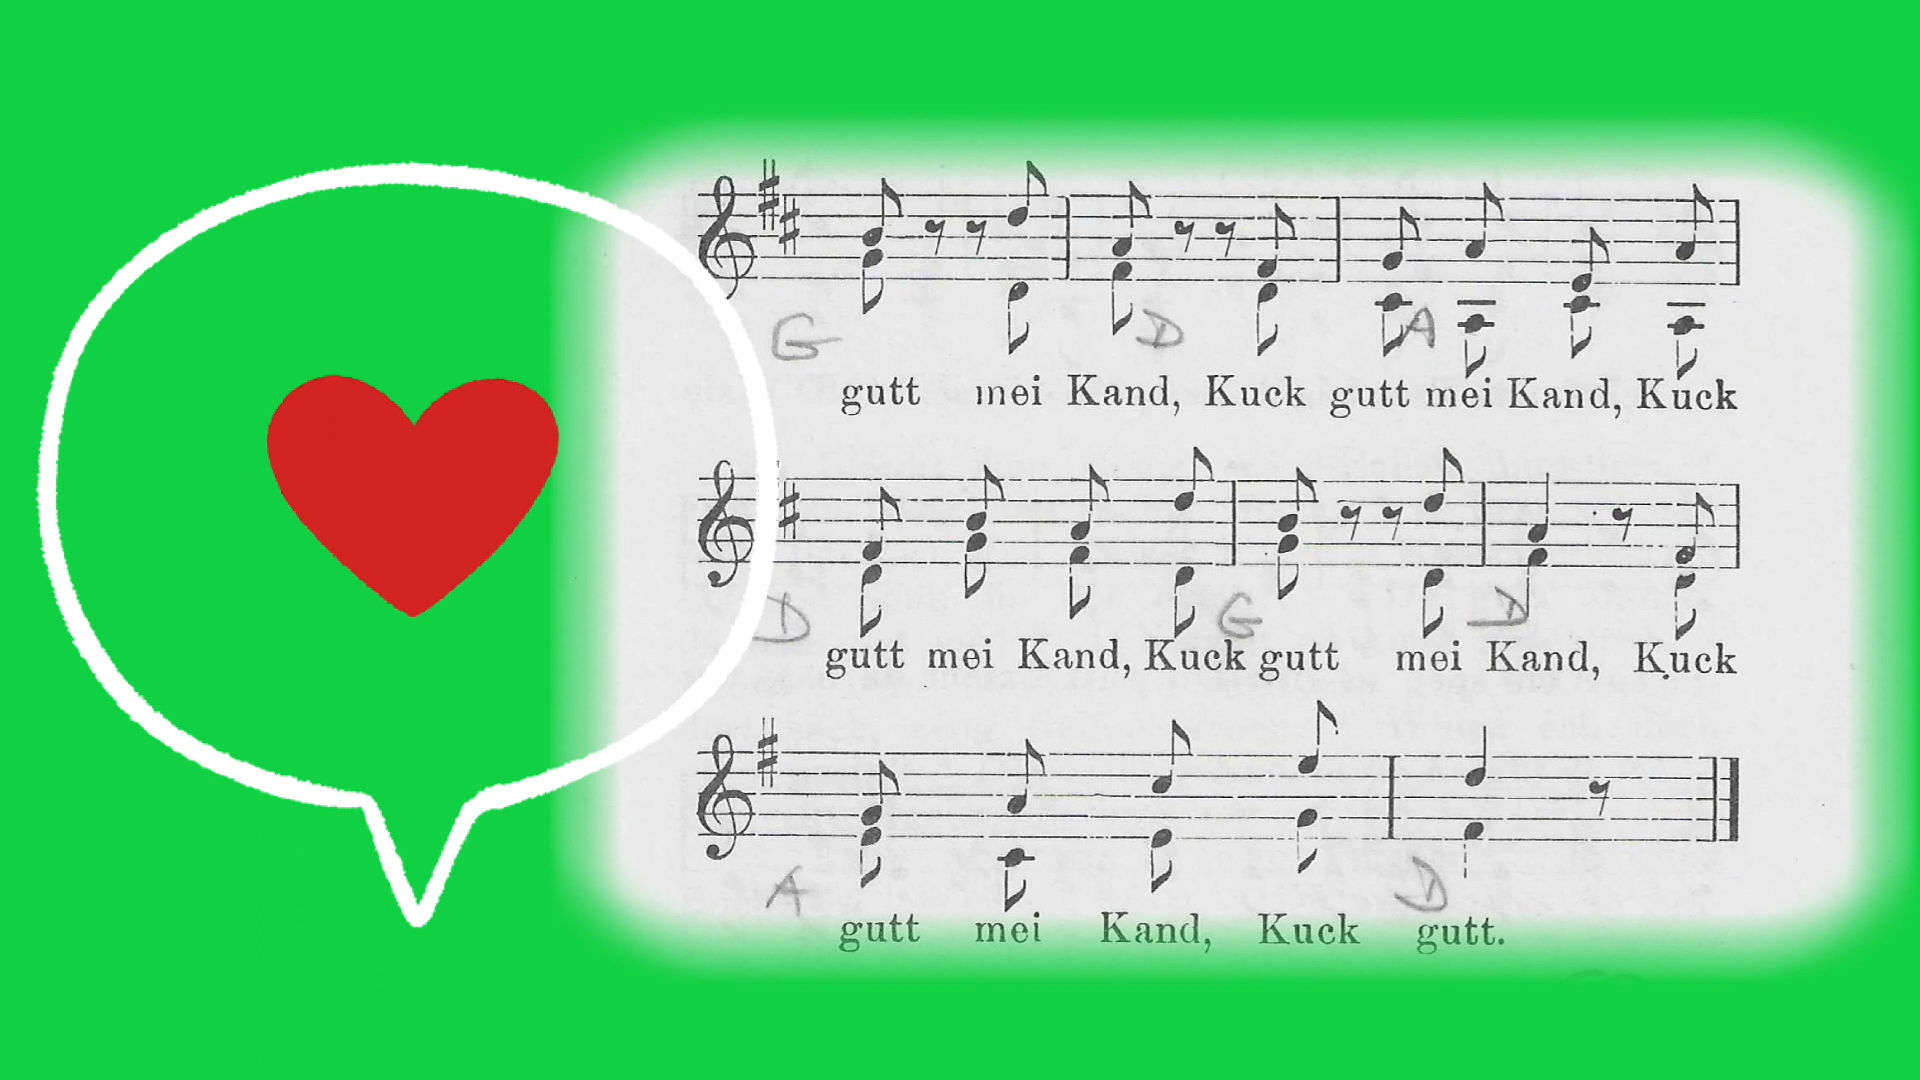 G D A
gutt mei Kand, Kuck gutt mei Kand, Kuck
D G D
gutt mei Kand, Kuck gutt mei Kand, Kuck
A D
gutt mei Kand, Kuck gutt.